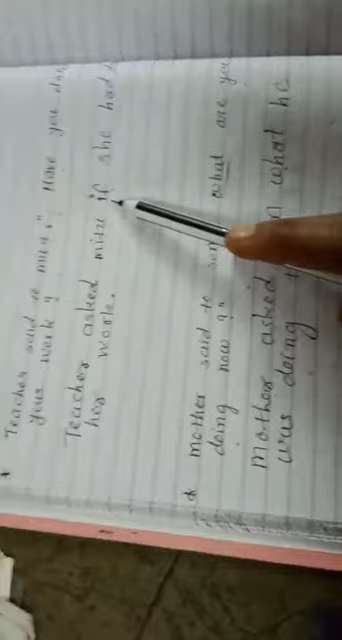 * Teacher said to Mitu " Have you
your work ? "
Teacher asked mitu if she had
her work.
* mother said to son what are you
doing now ? "
Mother asked what he
was doing